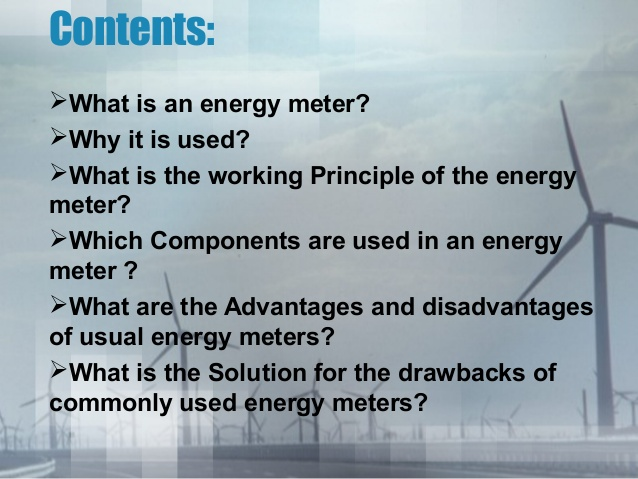 Contents:
➢What is an energy meter?
➢Why it is used?
➢What is the working Principle of the energy
meter?
➢Which Components are used in an energy
meter ?
➢What are the Advantages and disadvantages
of usual energy meters?
➢What is the Solution for the drawbacks of
commonly used energy meters?